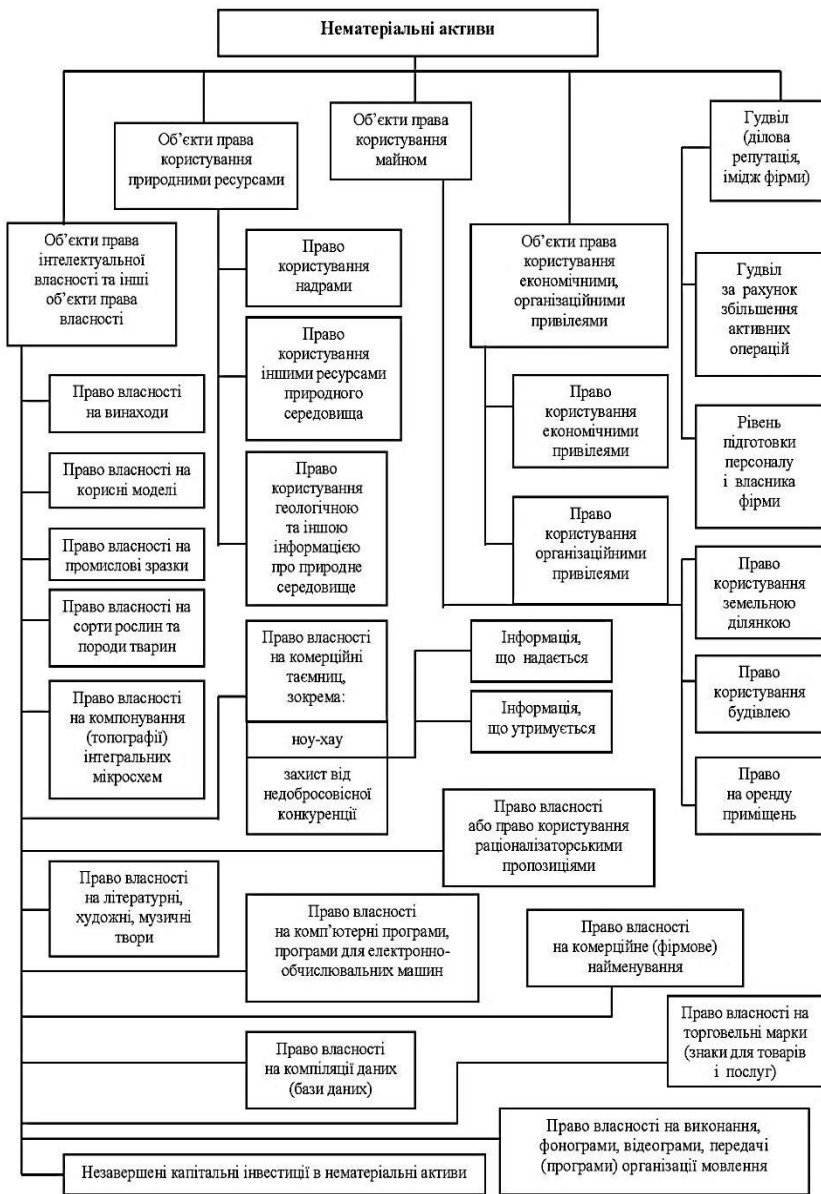 Нематеріальні активи
Об’єкти права
користування
природними ресурсами
Об’єкти права
користування
майном
Гудвіл
(ділова
репутація,
імідж фірми)
Об’єкти права
інтелектуальної
власності та інші
об’єкти права
власності
Право
користування
надрами
Об’єкти права
користування
економічними,
організаційними
привілеями
Гудвіл
за рахунок
збільшення
активних
операцій
Право
користування
іншими ресурсами
природного
середовища
Право власності
на винаходи
Право
користування
економічними
привілеями
Рівень
підготовки
персоналу
і власника
фірми
Право власності на
корисні моделі
Право
користування
геологічною
та іншою
інформацією
про природне
середовище
Право
користування
організаційними
привілеями
Право власності на
промислові зразки
Право
користування
земельною
ділянкою
Право власності на
сорти рослин та
породи тварин
Право власності
на комерційні
таємниц,
зокрема:
Інформація,
що надається
Право
користування
будівлею
Право власності
на компонування
(топографії)
інтегральних
мікросхем
ноу-хау
Інформація,
що утримується
захист від
недобросовісної
конкуренції
Право
на оренду
приміщень
Право власності
або право користування
раціоналізаторськими
пропозиціями
Право власності
на літературні,
художні, музичні
твори
Право власності
на комп’ютерні програми,
програми для електронно-
обчислювальних машин
Право власності
на комерційне (фірмове)
найменування
Право власності на
торговельні марки
(знаки для товарів
і послуг)
Право власності
на компіляції даних
(бази даних)
Право власності на виконання,
фонограми, відеограми, передачі
(програми) організації мовлення
Незавершені капітальні інвестиції в нематеріальні активи